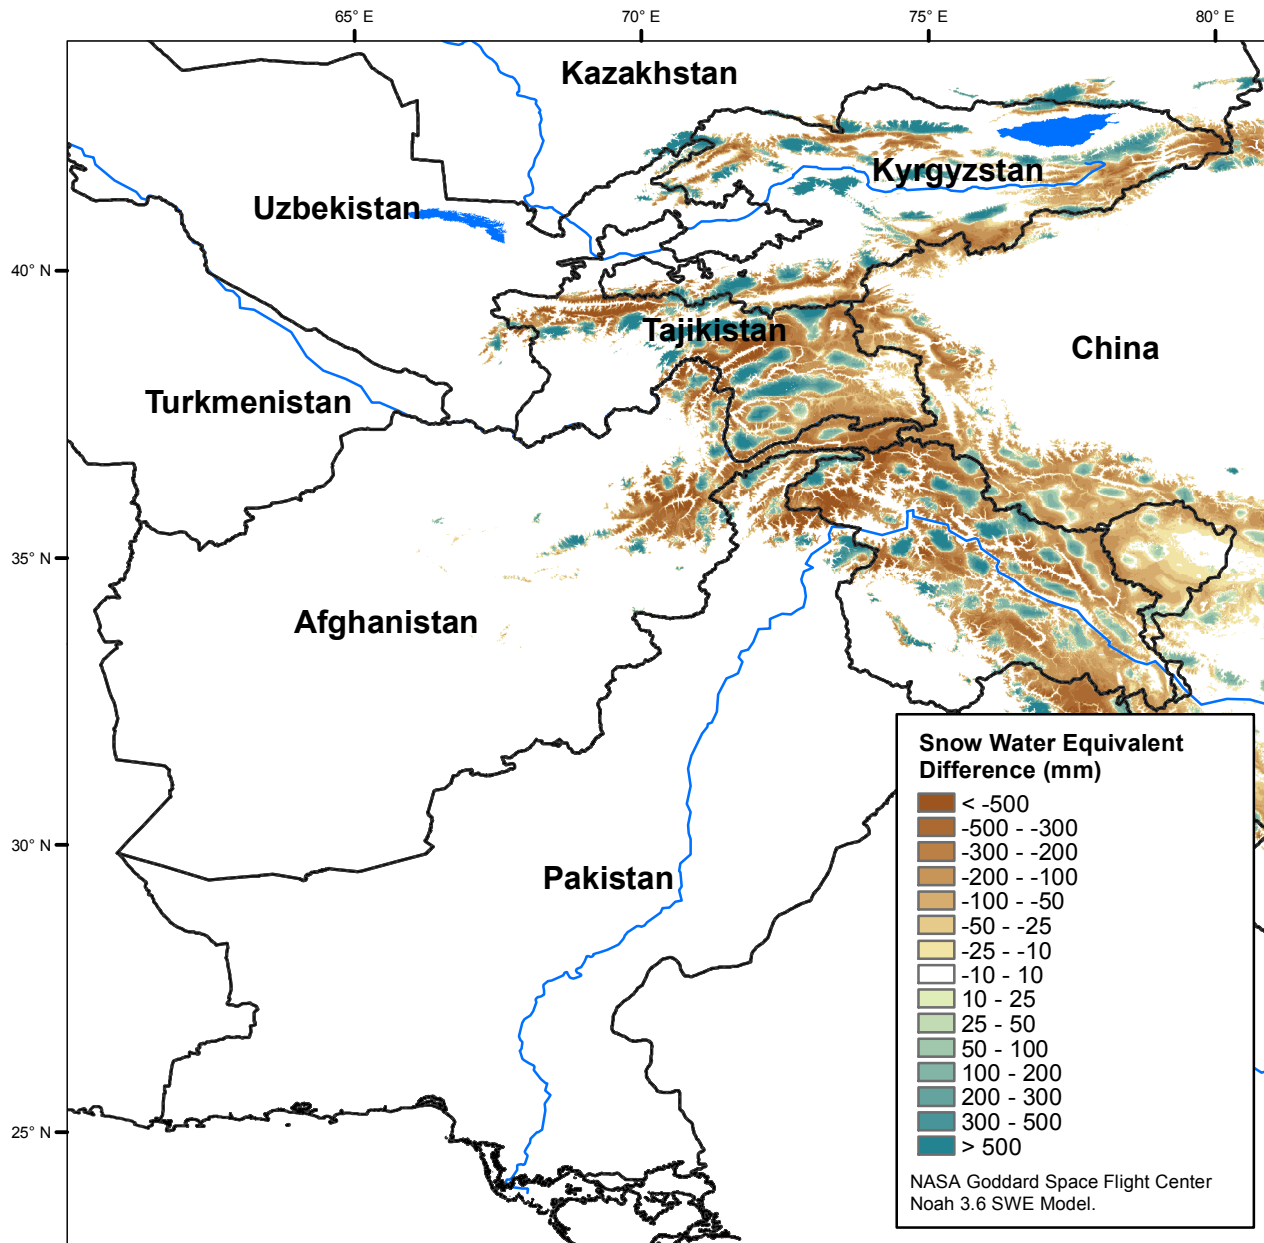 65° E
70° E
75° E
80° E
Kazakhstan
Kyrgyzstan
Uzbekistan
40° N
Tajikistan
China
Turkmenistan
35° N
Afghanistan
30° N
Pakistan
25° N
Snow Water Equivalent
Difference (mm)
< -500
-500 - -300
-300 - -200
-200 - -100
-100 - -50
-50 - -25
-25 - -10
-10 - 10
10 - 25
25 - 50
50 - 100
100 - 200
200 - 300
300 - 500
> 500
NASA Goddard Space Flight Center
Noah 3.6 SWE Model.